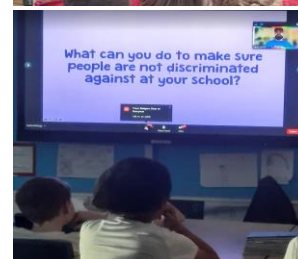 What can you do to make sure
people are not discriminated
against at your school?